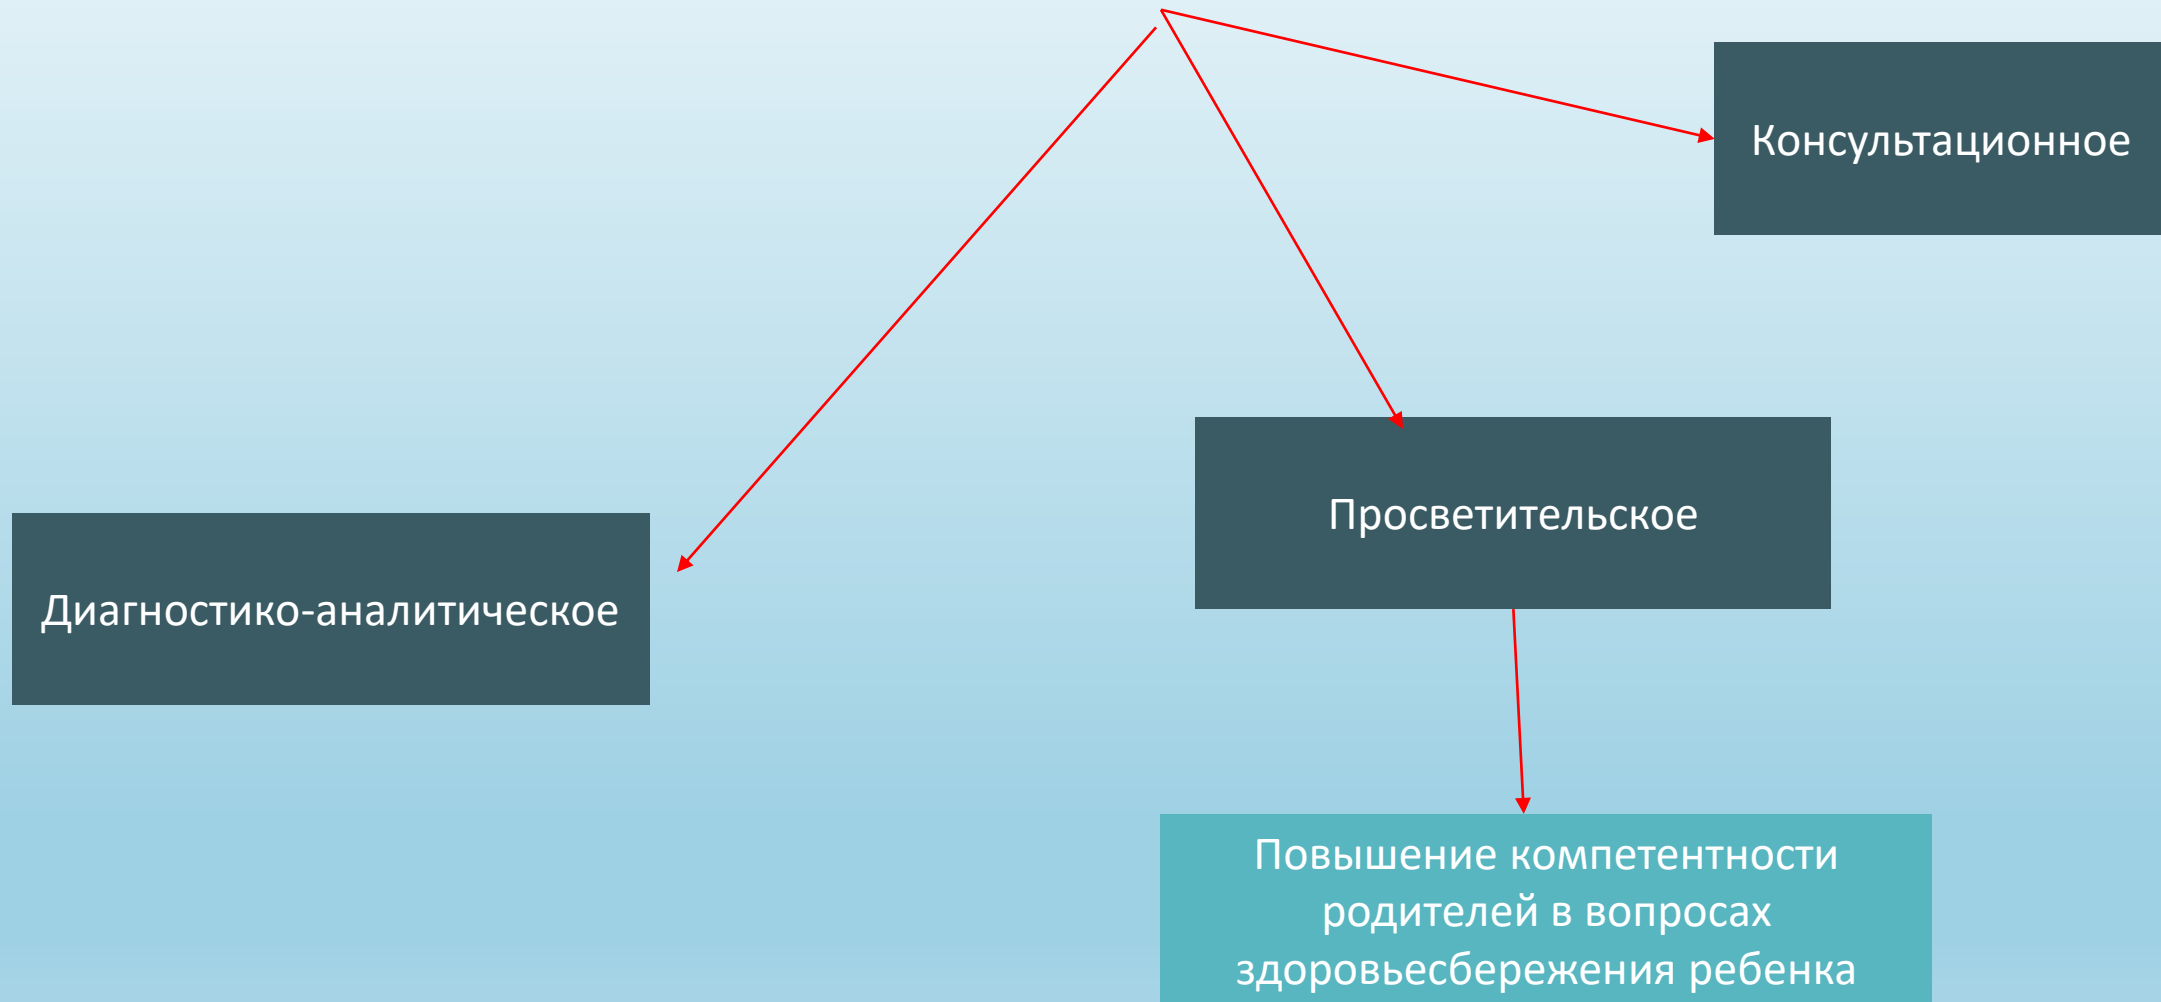 Консультационное
Просветительское
Диагностико-аналитическое
Повышение компетентности
родителей в вопросах
здоровьесбережения ребенка